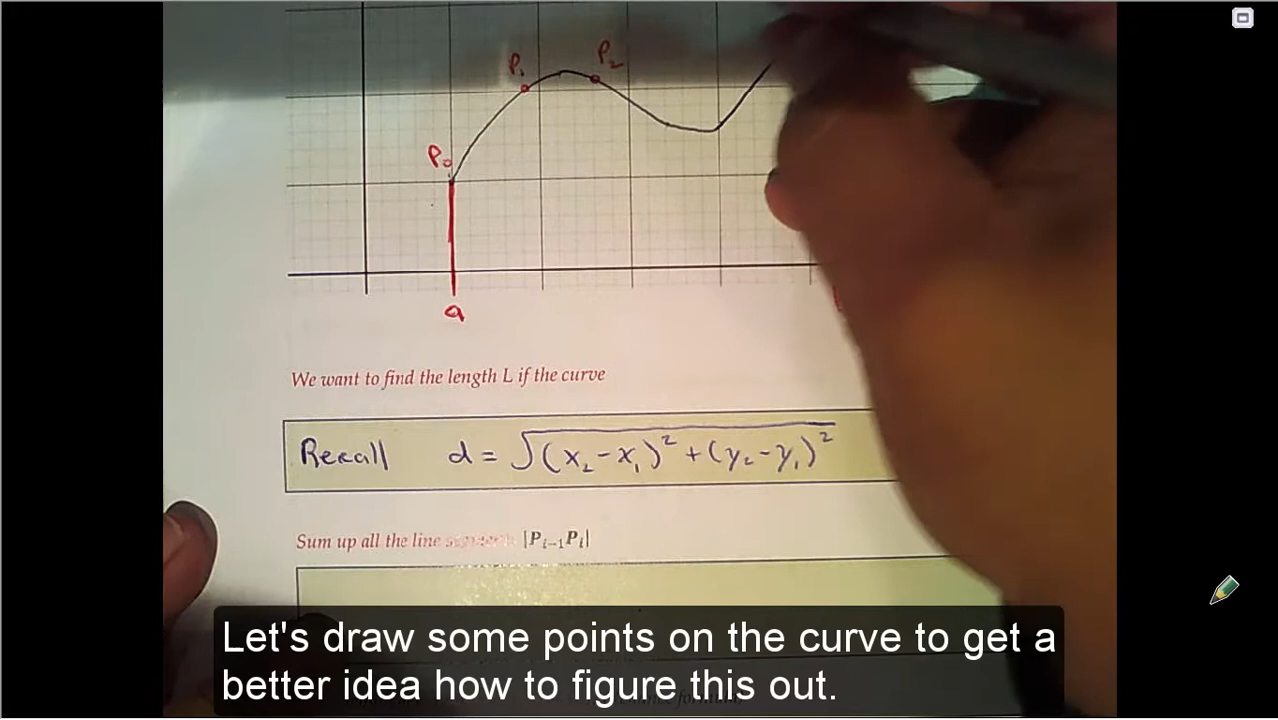 P₁ P₂
P₀
a
We want to find the length L if the curve
Recall d = √(x₂-x₁)² + (y₂-y₁)²
Sum up all the line |Pᵢ₋₁Pᵢ|
Let's draw some points on the curve to get a
better idea how to figure this out.